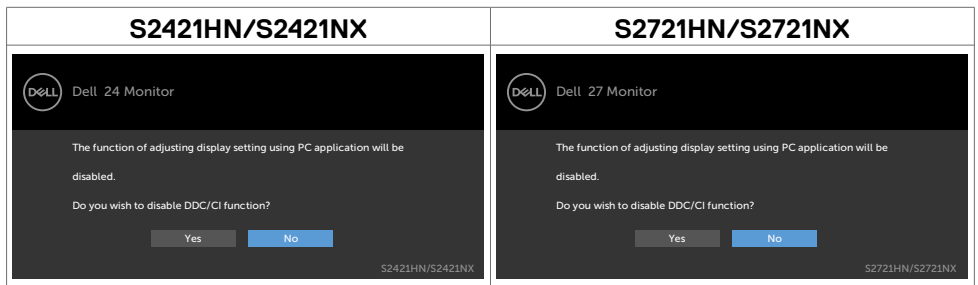 S2421HN/S2421NX
DELL Dell 24 Monitor
The function of adjusting display setting using PC application will be
disabled.
Do you wish to disable DDC/CI function?
Yes No
S2421HN/S2421NX
S2721HN/S2721NX
DELL Dell 27 Monitor
The function of adjusting display setting using PC application will be
disabled.
Do you wish to disable DDC/CI function?
Yes No
S2721HN/S2721NX